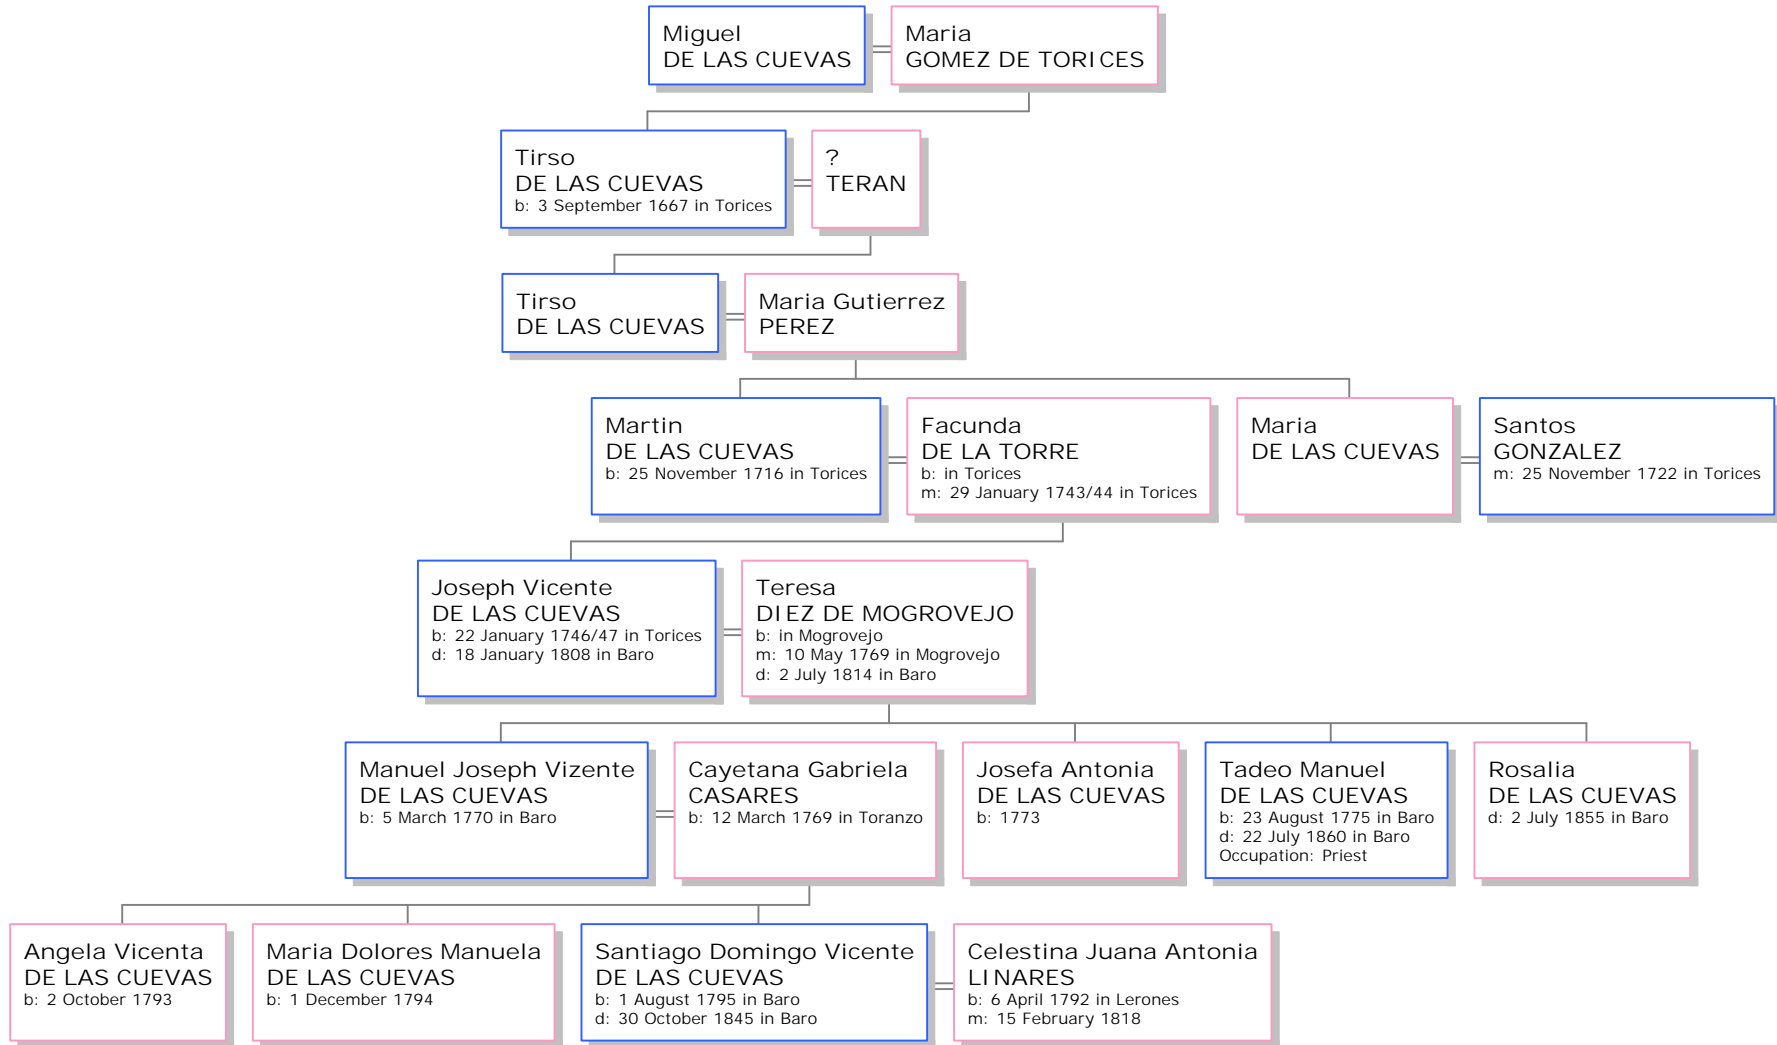 Miguel
DE LAS CUEVAS
Maria
GOMEZ DE TORICES
Tirso
DE LAS CUEVAS
b: 3 September 1667 in Torices
?
TERAN
Tirso
DE LAS CUEVAS
Maria Gutierrez
PEREZ
Martin
DE LAS CUEVAS
b: 25 November 1716 in Torices
Facunda
DE LA TORRE
b: in Torices
m: 29 January 1743/44 in Torices
Maria
DE LAS CUEVAS
Santos
GONZALEZ
m: 25 November 1722 in Torices
Joseph Vicente
DE LAS CUEVAS
b: 22 January 1746/47 in Torices
d: 18 January 1808 in Baro
Teresa
DIEZ DE MOGROVEJO
b: in Mogrovejo
m: 10 May 1769 in Mogrovejo
d: 2 July 1814 in Baro
Manuel Joseph Vizente
DE LAS CUEVAS
b: 5 March 1770 in Baro
Cayetana Gabriela
CASARES
b: 12 March 1769 in Toranzo
Josefa Antonia
DE LAS CUEVAS
b: 1773
Tadeo Manuel
DE LAS CUEVAS
b: 23 August 1775 in Baro
d: 22 July 1860 in Baro
Occupation: Priest
Rosalia
DE LAS CUEVAS
d: 2 July 1855 in Baro
Angela Vicenta
DE LAS CUEVAS
b: 2 October 1793
Maria Dolores Manuela
DE LAS CUEVAS
b: 1 December 1794
Santiago Domingo Vicente
DE LAS CUEVAS
b: 1 August 1795 in Baro
d: 30 October 1845 in Baro
Celestina Juana Antonia
LINARES
b: 6 April 1792 in Lerones
m: 15 February 1818